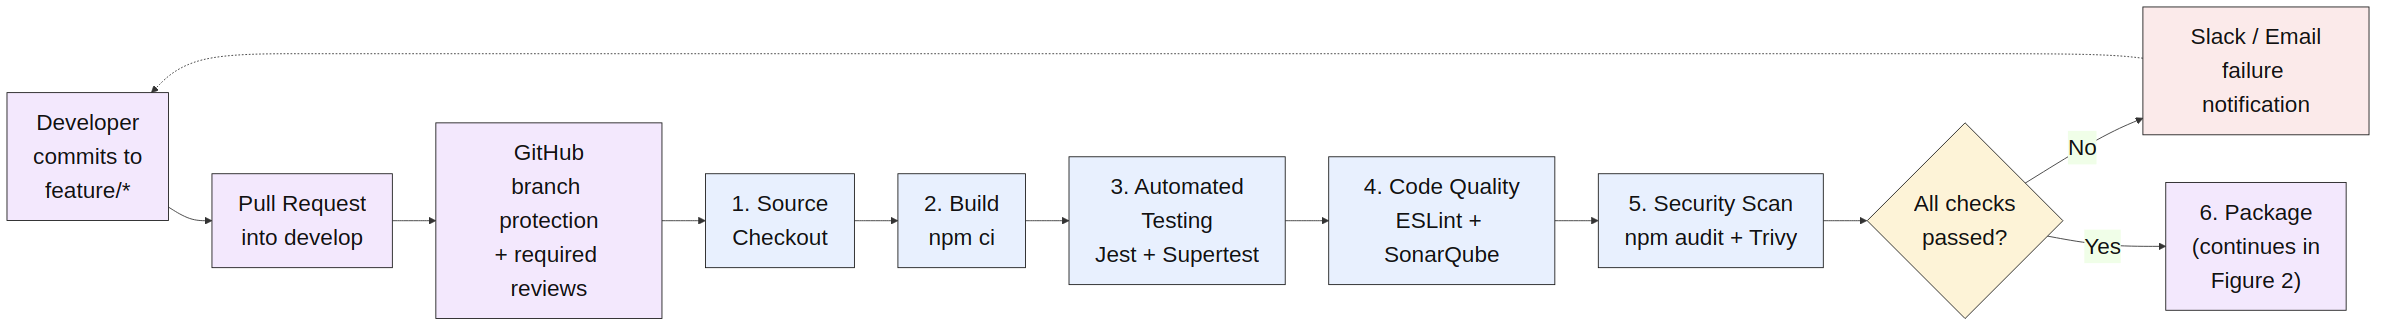 Developer
commits to
feature/*
Pull Request
into develop
GitHub
branch
protection
+ required
reviews
1. Source
Checkout
2. Build
npm ci
3. Automated
Testing
Jest + Supertest
4. Code Quality
ESLint +
SonarQube
5. Security Scan
npm audit + Trivy
All checks
passed?
No
Slack / Email
failure
notification
Yes
6. Package
(continues in
Figure 2)